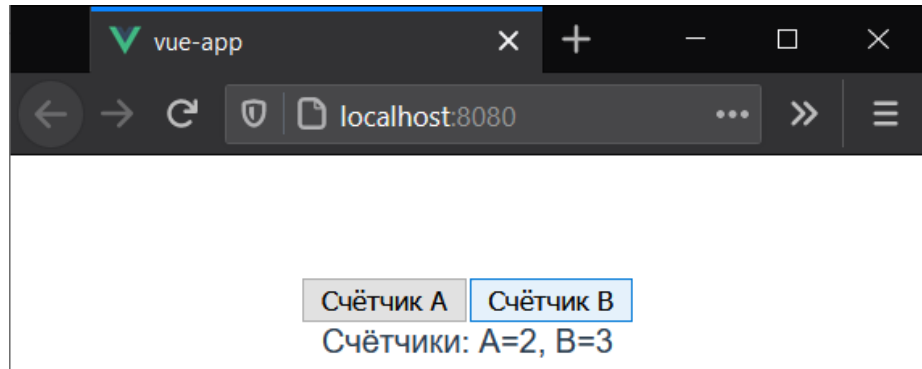 vue-app
localhost:8080
Счётчик A Счётчик B
Счётчики: A=2, B=3